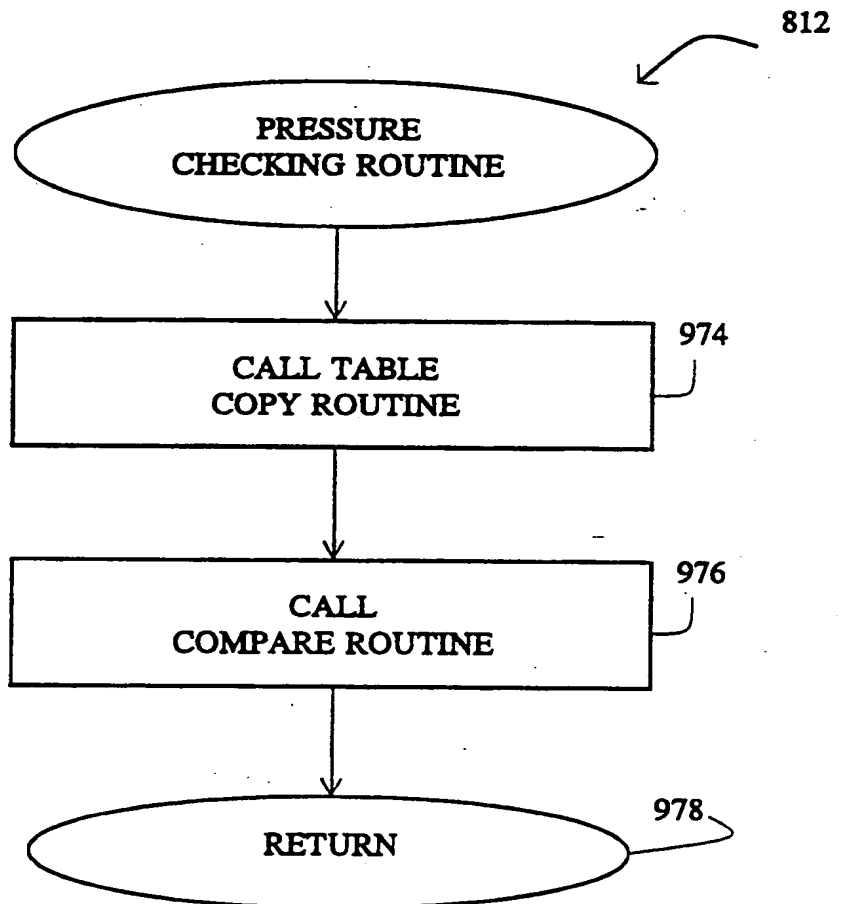 812
PRESSURE
CHECKING ROUTINE
974
CALL TABLE
COPY ROUTINE
976
CALL
COMPARE ROUTINE
978
RETURN